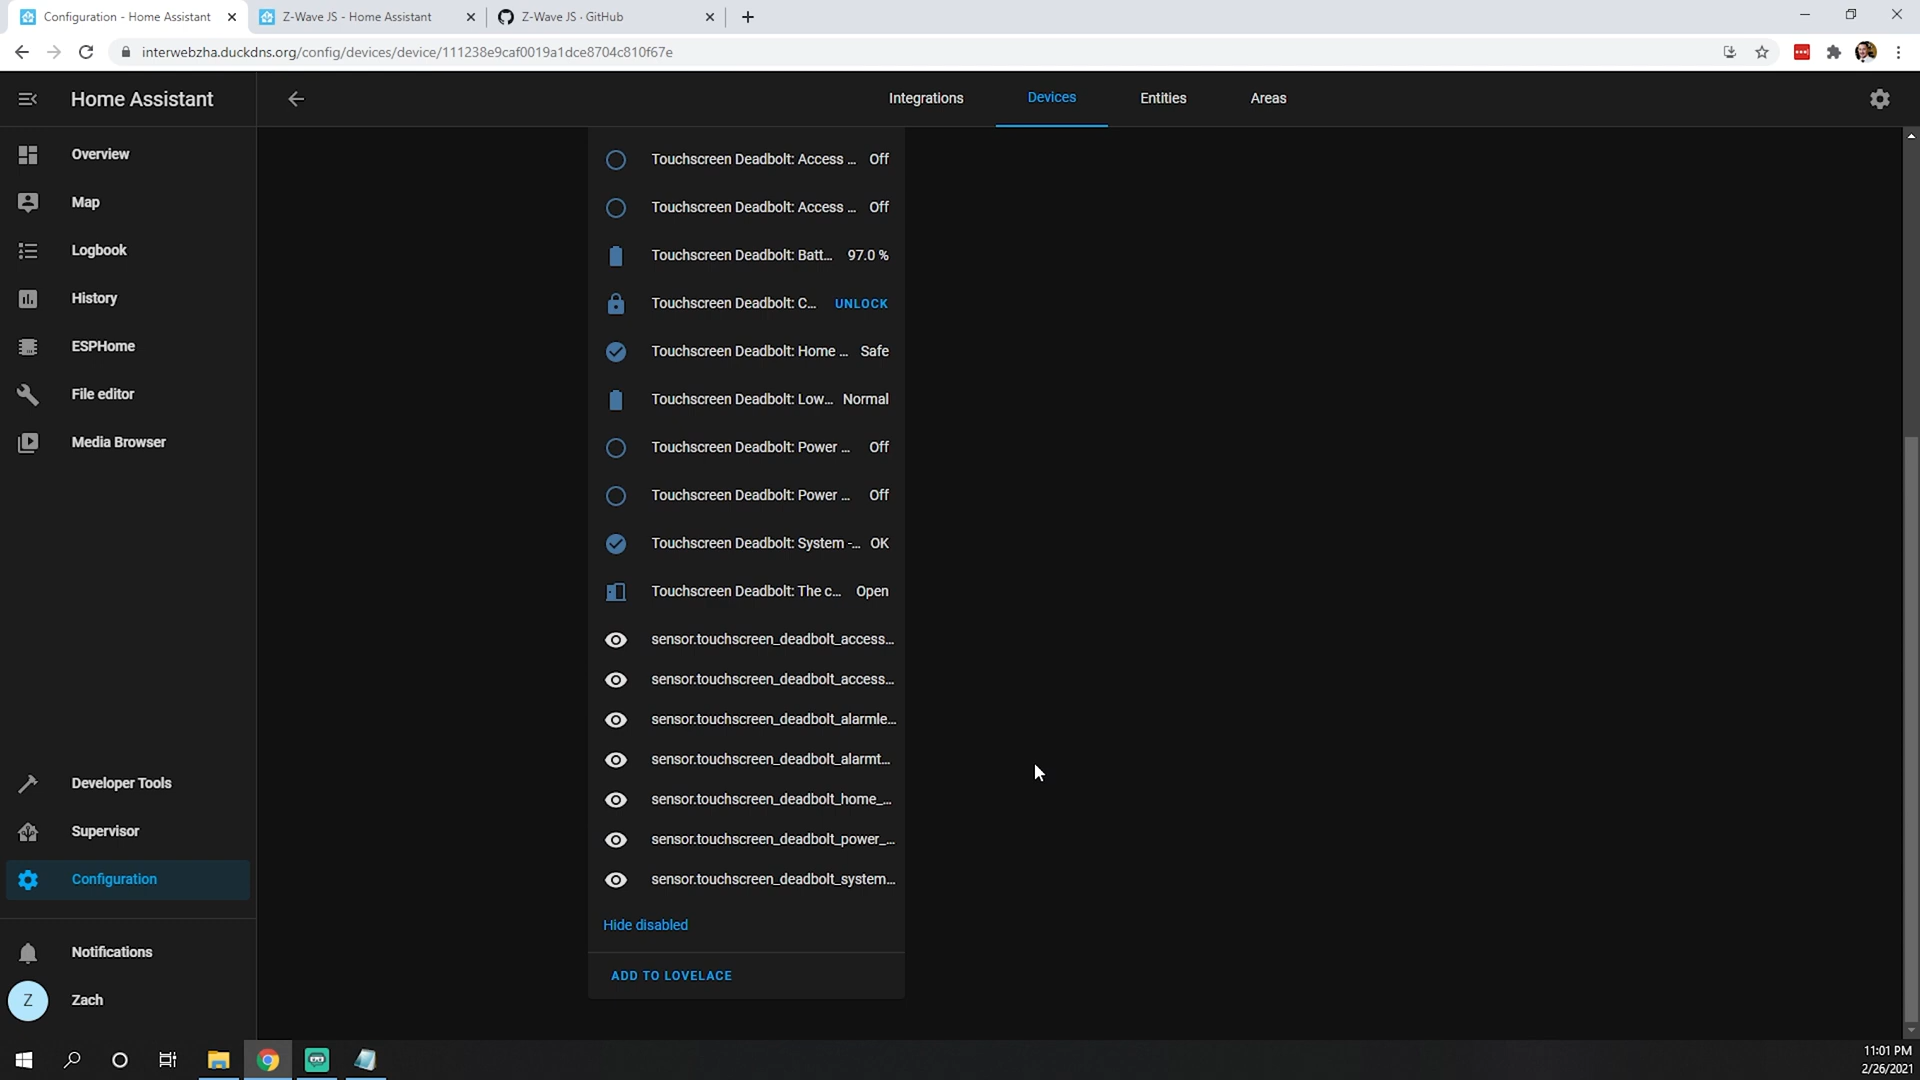 Configuration - Home Assistant
Z-Wave JS - Home Assistant
Z-Wave JS · GitHub
interwebzha.duckdns.org/config/devices/device/111238e9caf0019a1dce8704c810f67e
Home Assistant
Integrations
Devices
Entities
Areas
Overview
Map
Logbook
History
ESPHome
File editor
Media Browser
Developer Tools
Supervisor
Configuration
Notifications
Z
Zach
Touchscreen Deadbolt: Access ... Off
Touchscreen Deadbolt: Access ... Off
Touchscreen Deadbolt: Batt... 97.0 %
Touchscreen Deadbolt: C... UNLOCK
Touchscreen Deadbolt: Home ... Safe
Touchscreen Deadbolt: Low... Normal
Touchscreen Deadbolt: Power ... Off
Touchscreen Deadbolt: Power ... Off
Touchscreen Deadbolt: System -... OK
Touchscreen Deadbolt: The c... Open
sensor.touchscreen_deadbolt_access...
sensor.touchscreen_deadbolt_access...
sensor.touchscreen_deadbolt_alarmle...
sensor.touchscreen_deadbolt_alarmt...
sensor.touchscreen_deadbolt_home_...
sensor.touchscreen_deadbolt_power_...
sensor.touchscreen_deadbolt_system...
Hide disabled
ADD TO LOVELACE
11:01 PM
2/26/2021